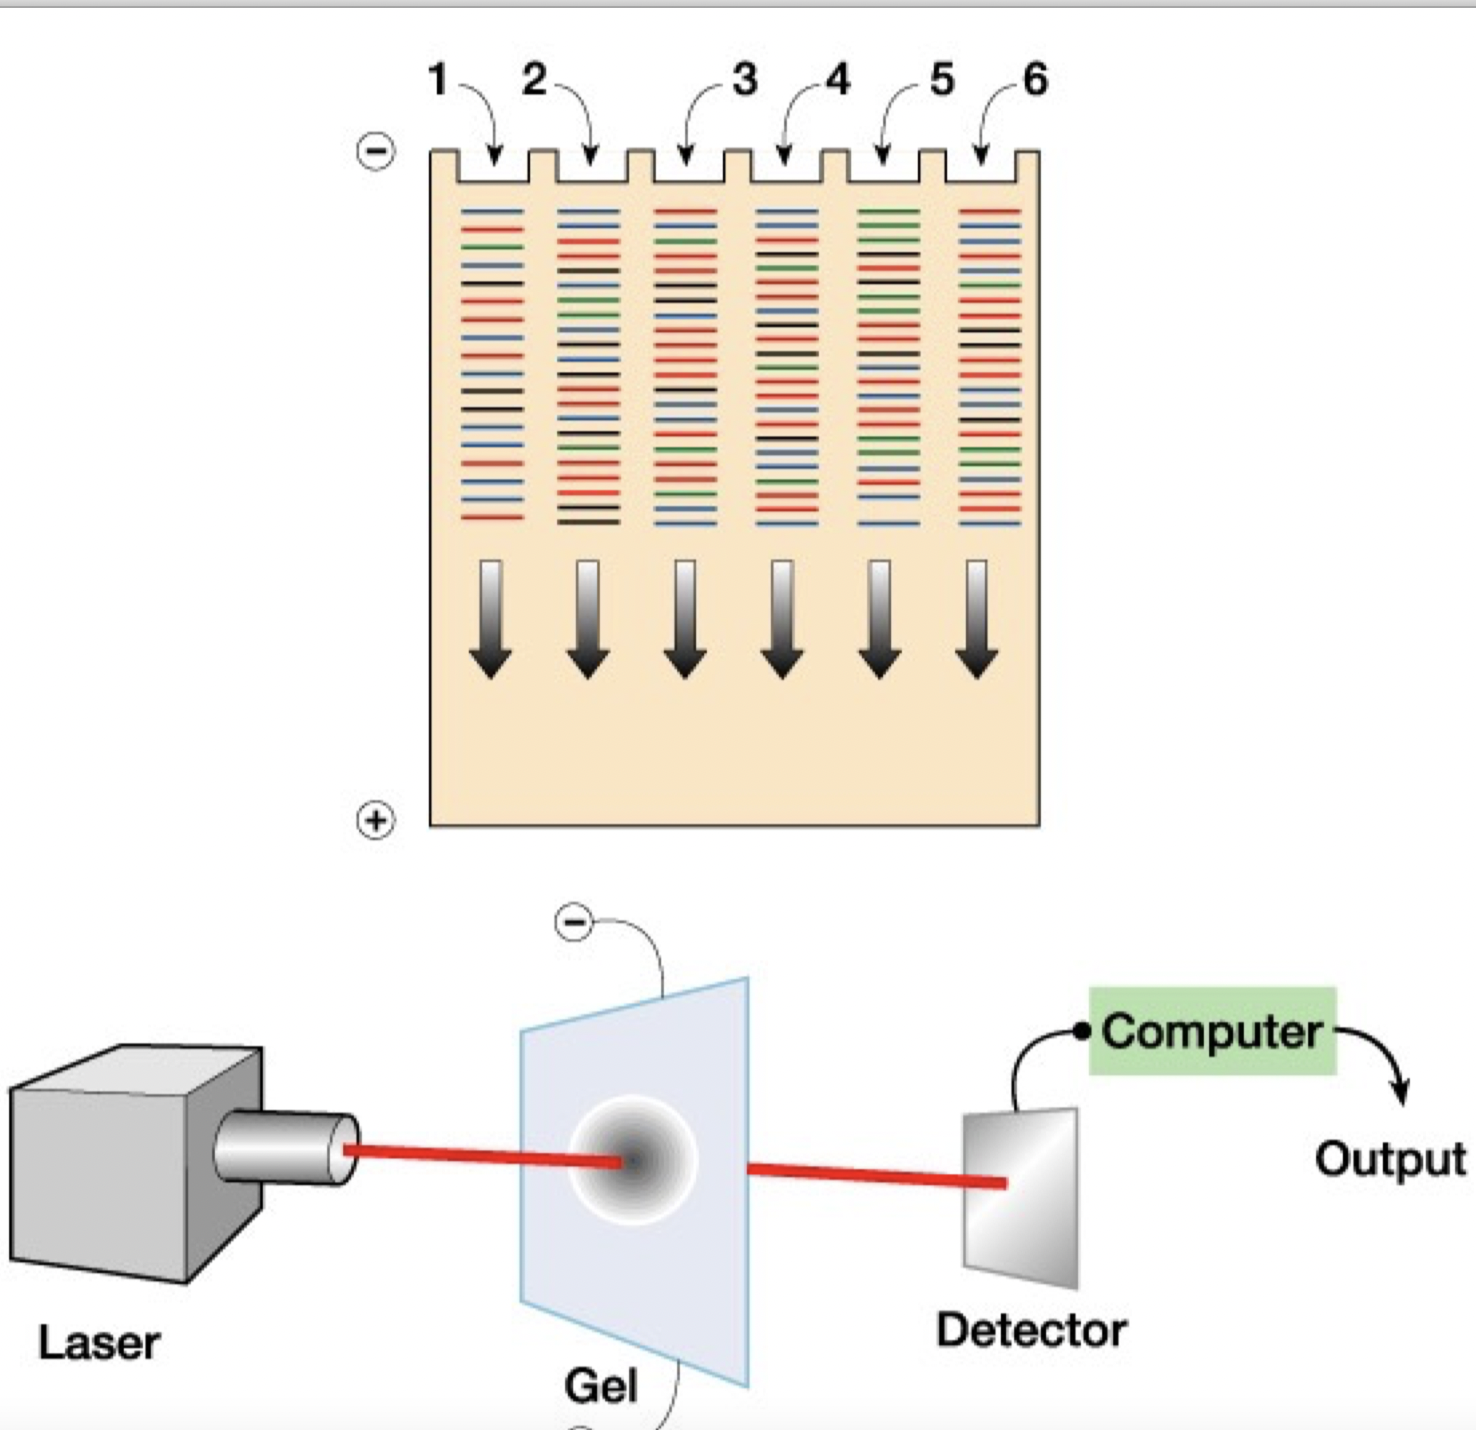 1 2 3 4 5 6
−
+
−
Computer
Output
Laser
Detector
Gel